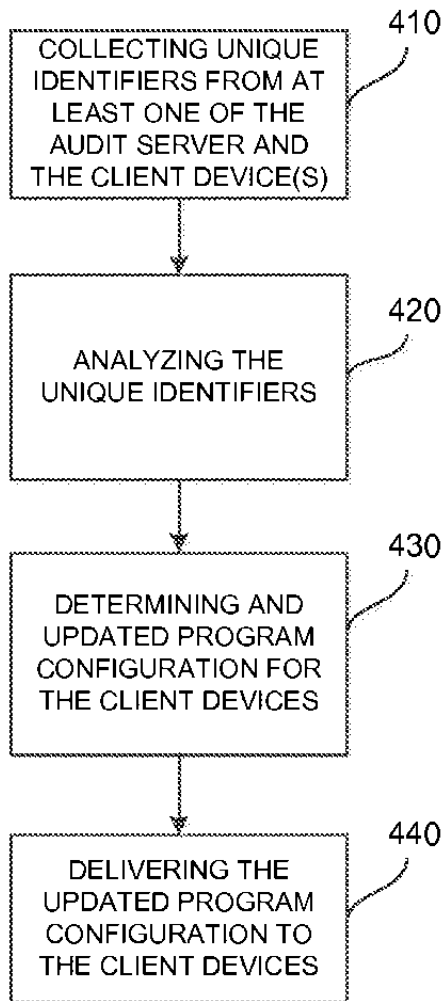 410
COLLECTING UNIQUE
IDENTIFIERS FROM AT
LEAST ONE OF THE
AUDIT SERVER AND
THE CLIENT DEVICE(S)
420
ANALYZING THE
UNIQUE IDENTIFIERS
430
DETERMINING AND
UPDATED PROGRAM
CONFIGURATION FOR
THE CLIENT DEVICES
440
DELIVERING THE
UPDATED PROGRAM
CONFIGURATION TO
THE CLIENT DEVICES